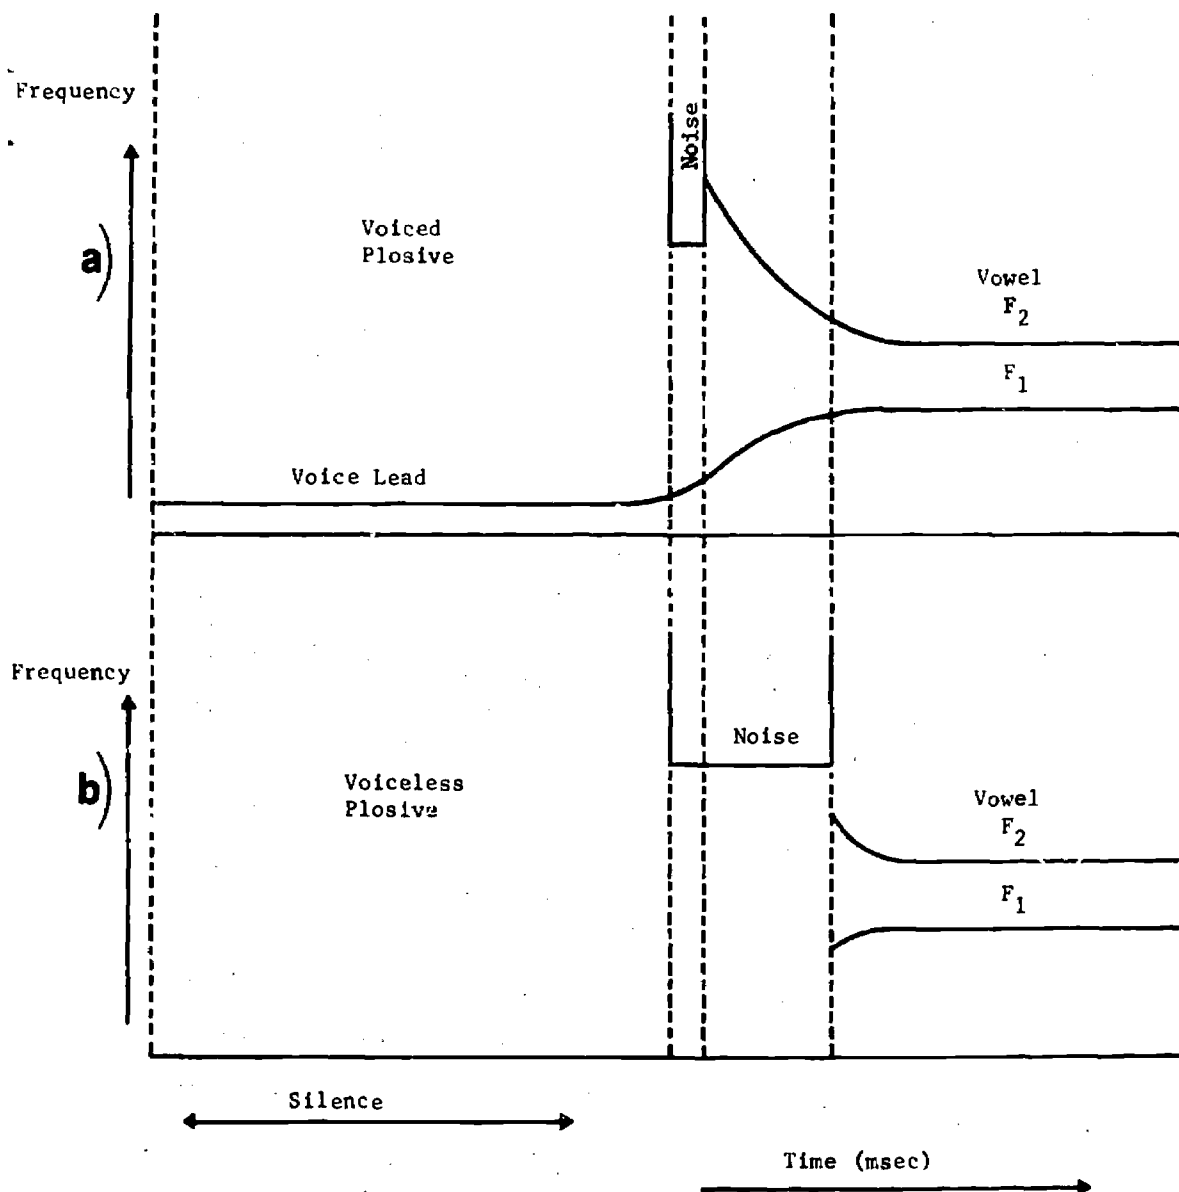 Frequency
Noise
a)
Voiced
Plosive
Vowel
F2
F1
Voice Lead
Frequency
Noise
b)
Voiceless
Plosive
Vowel
F2
F1
Silence
Time (msec)